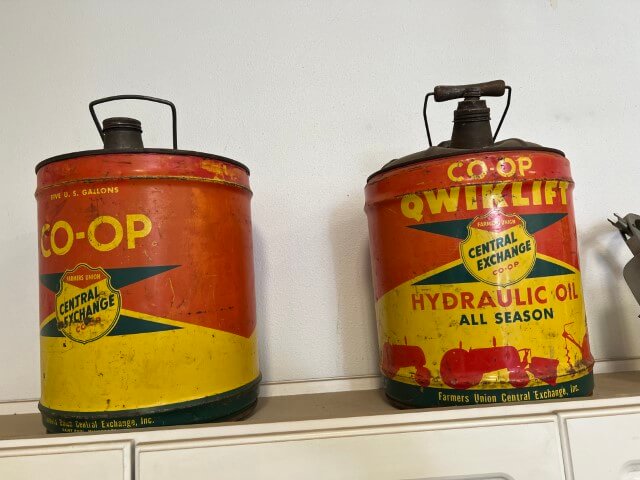 FIVE U. S. GALLONS
CO-OP
FARMERS UNION
CENTRAL
EXCHANGE
CO-OP
Union Central Exchange, Inc.
CO-OP
QWIKLIFT
FARMERS UNION
CENTRAL
EXCHANGE
CO-OP
HYDRAULIC OIL
ALL SEASON
Farmers Union Central Exchange, Inc.